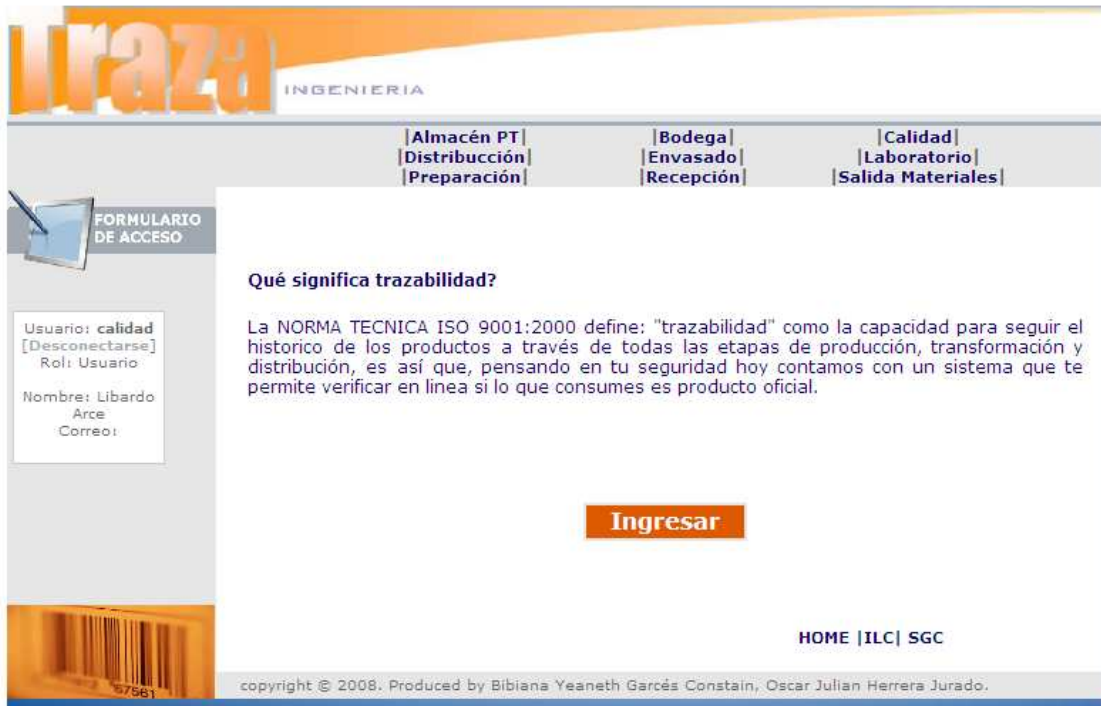 Traza
INGENIERIA
|Almacén PT| |Bodega| |Calidad|
|Distribucción| |Envasado| |Laboratorio|
|Preparación| |Recepción| |Salida Materiales|
FORMULARIO
DE ACCESO
Usuario: calidad
[Desconectarse]
Rol: Usuario
Nombre: Libardo
Arce
Correo:
Qué significa trazabilidad?
La NORMA TECNICA ISO 9001:2000 define: "trazabilidad" como la capacidad para seguir el
historico de los productos a través de todas las etapas de producción, transformación y
distribución, es así que, pensando en tu seguridad hoy contamos con un sistema que te
permite verificar en linea si lo que consumes es producto oficial.
Ingresar
HOME |ILC| SGC
67561
copyright © 2008. Produced by Bibiana Yeaneth Garcés Constain, Oscar Julian Herrera Jurado.